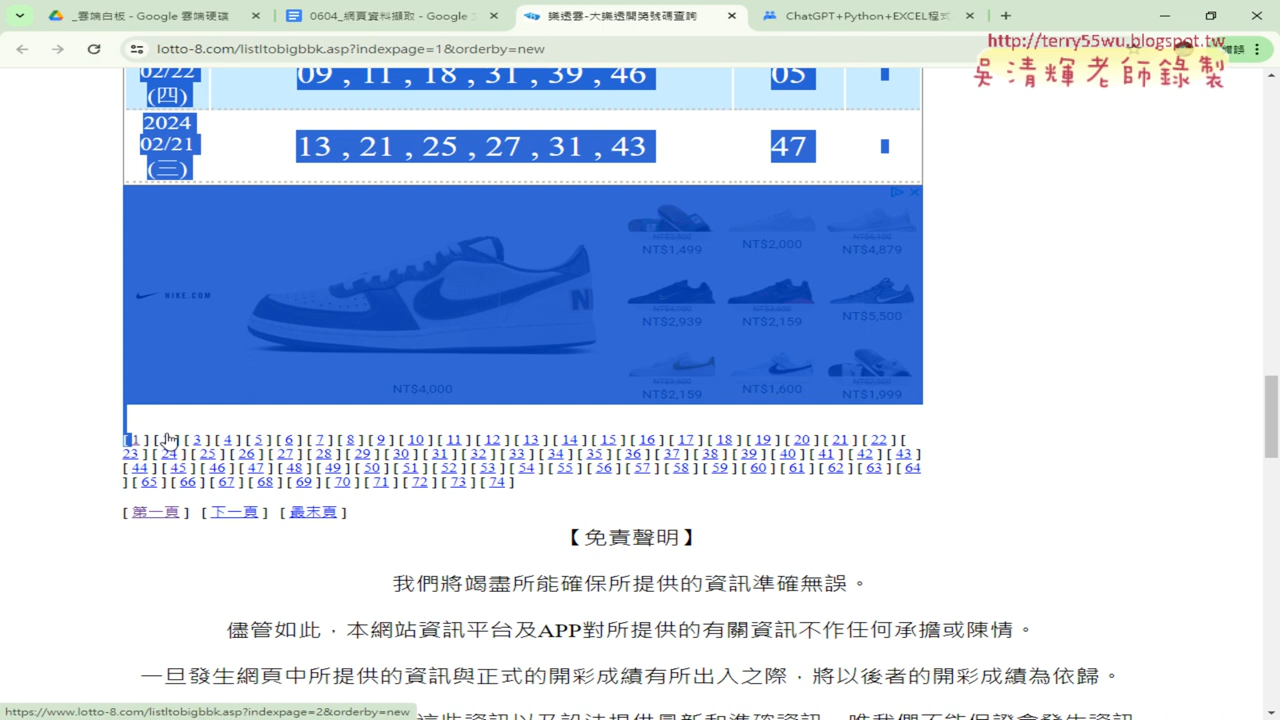 _雲端白板 - Google 雲端硬碟
0604_網頁資料擷取 - Google
樂透雲-大樂透開獎號碼查詢
ChatGPT+Python+EXCEL程式
lotto-8.com/listltobigbbk.asp?indexpage=1&orderby=new
http://terry55wu.blogspot.tw
吳清輝老師錄製
02/22
(四)
09 , 11 , 18 , 31 , 39 , 46
05
2024
02/21
(三)
13 , 21 , 25 , 27 , 31 , 43
47
NIKE.COM
NT$4,000
NT$1,499
NT$2,000
NT$4,879
NT$2,939
NT$2,159
NT$5,500
NT$2,159
NT$1,600
NT$1,999
[ 1 ] [ ] [ 3 ] [ 4 ] [ 5 ] [ 6 ] [ 7 ] [ 8 ] [ 9 ] [ 10 ] [ 11 ] [ 12 ] [ 13 ] [ 14 ] [ 15 ] [ 16 ] [ 17 ] [ 18 ] [ 19 ] [ 20 ] [ 21 ] [ 22 ] [
23 ] [ 24 ] [ 25 ] [ 26 ] [ 27 ] [ 28 ] [ 29 ] [ 30 ] [ 31 ] [ 32 ] [ 33 ] [ 34 ] [ 35 ] [ 36 ] [ 37 ] [ 38 ] [ 39 ] [ 40 ] [ 41 ] [ 42 ] [ 43 ]
[ 44 ] [ 45 ] [ 46 ] [ 47 ] [ 48 ] [ 49 ] [ 50 ] [ 51 ] [ 52 ] [ 53 ] [ 54 ] [ 55 ] [ 56 ] [ 57 ] [ 58 ] [ 59 ] [ 60 ] [ 61 ] [ 62 ] [ 63 ] [ 64
] [ 65 ] [ 66 ] [ 67 ] [ 68 ] [ 69 ] [ 70 ] [ 71 ] [ 72 ] [ 73 ] [ 74 ]
[ 第一頁 ] [ 下一頁 ] [ 最末頁 ]
【免責聲明】
我們將竭盡所能確保所提供的資訊準確無誤。
儘管如此，本網站資訊平台及APP對所提供的有關資訊不作任何承擔或陳情。
一旦發生網頁中所提供的資訊與正式的開彩成績有所出入之際，將以後者的開彩成績為依歸。
https://www.lotto-8.com/listltobigbbk.asp?indexpage=2&orderby=new